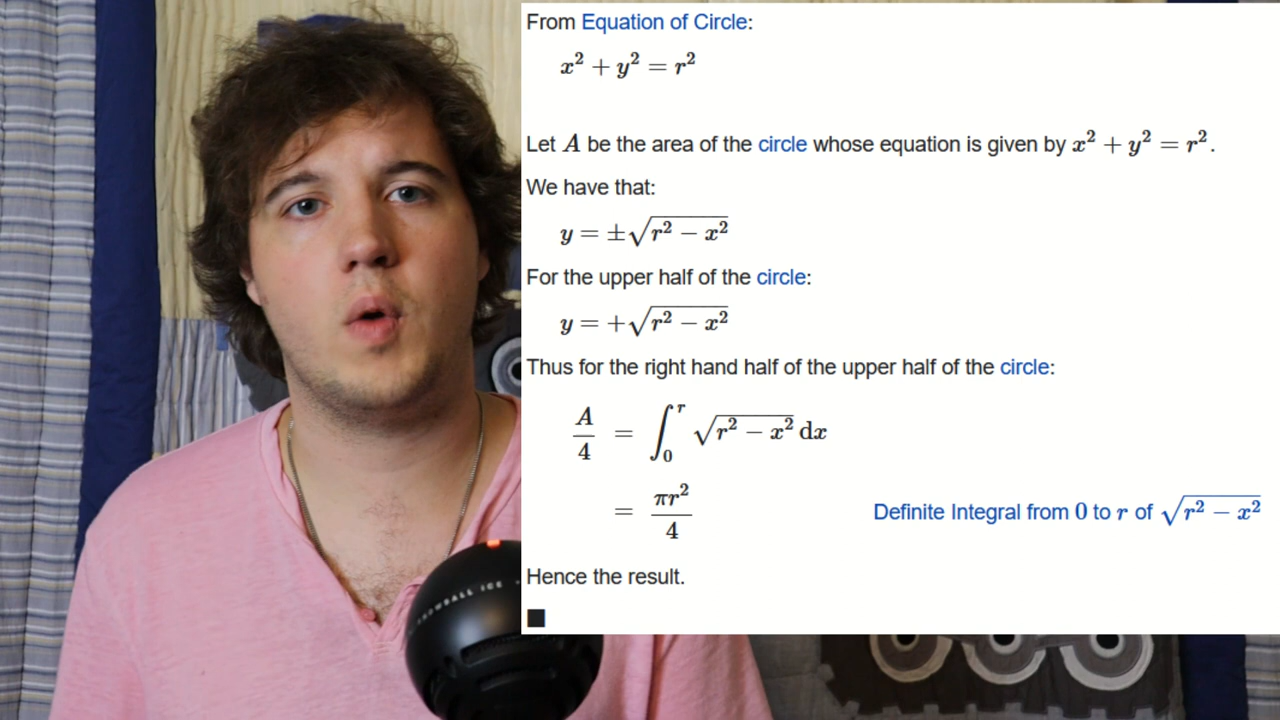 From Equation of Circle:
x² + y² = r²
Let A be the area of the circle whose equation is given by x² + y² = r².
We have that:
y = ±√(r² − x²)
For the upper half of the circle:
y = +√(r² − x²)
Thus for the right hand half of the upper half of the circle:
A/4 = ∫₀ʳ √(r² − x²) dx
= πr²/4 Definite Integral from 0 to r of √(r² − x²)
Hence the result.
■
SNOWBALL ICE